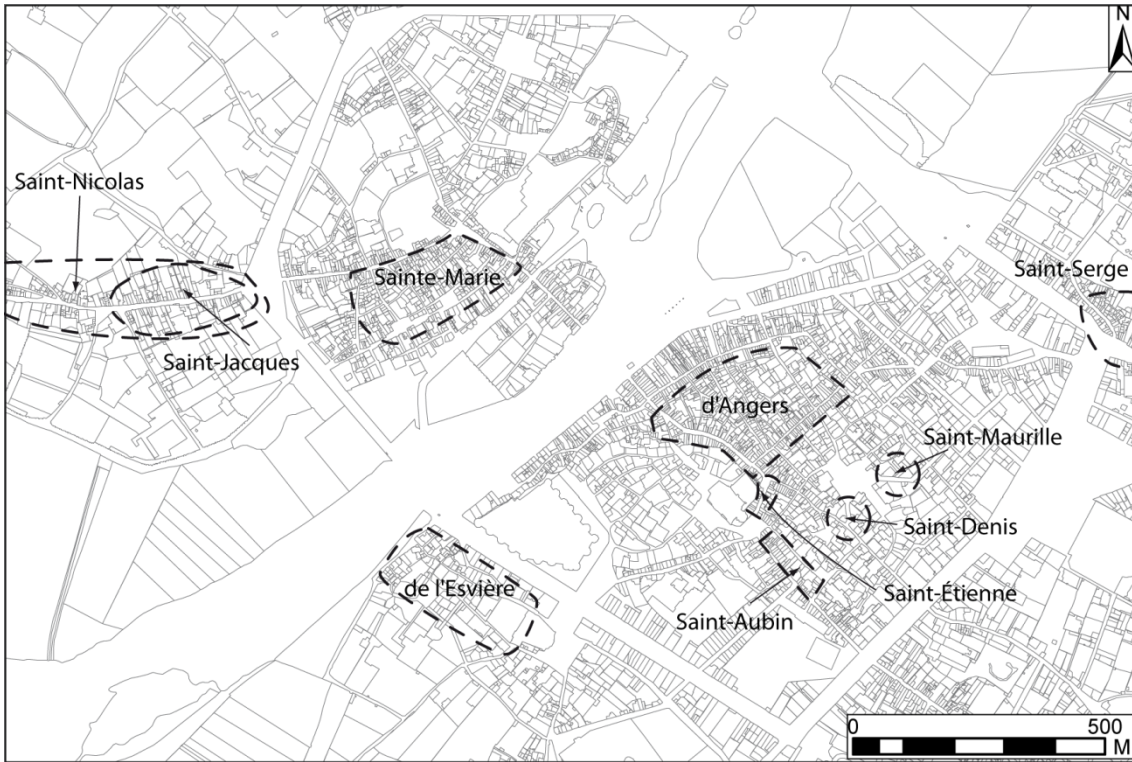 N
Saint-Nicolas
Sainte-Marie
Saint-Serge
Saint-Jacques
d'Angers
Saint-Maurille
Saint-Denis
de l'Esvière
Saint-Étienne
Saint-Aubin
0 500
M